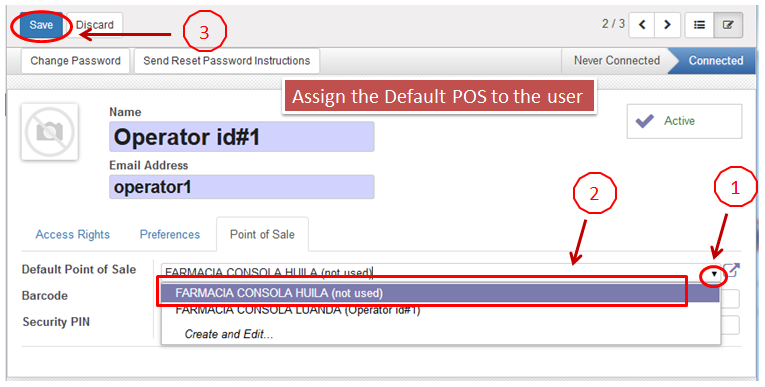 Save
Discard
3
2 / 3
Change Password
Send Reset Password Instructions
Never Connected
Connected
Assign the Default POS to the user
Name
Operator id#1
Active
Email Address
operator1
2
1
Access Rights
Preferences
Point of Sale
Default Point of Sale
FARMACIA CONSOLA HUILA (not used)
FARMACIA CONSOLA HUILA (not used)
Barcode
FARMACIA CONSOLA LUANDA (Operator id#1)
Security PIN
Create and Edit...